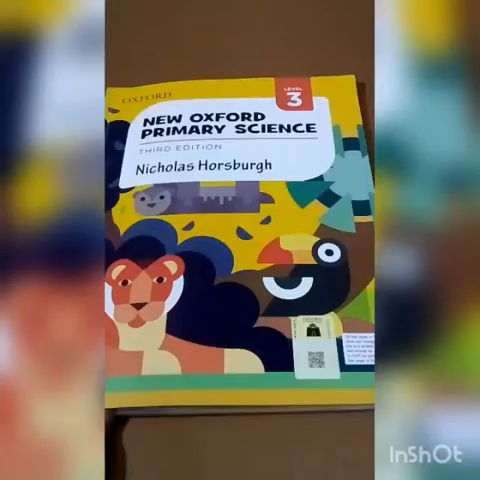 OXFORD
LEVEL
3
NEW OXFORD
PRIMARY SCIENCE
THIRD EDITION
Nicholas Horsburgh
InShOt